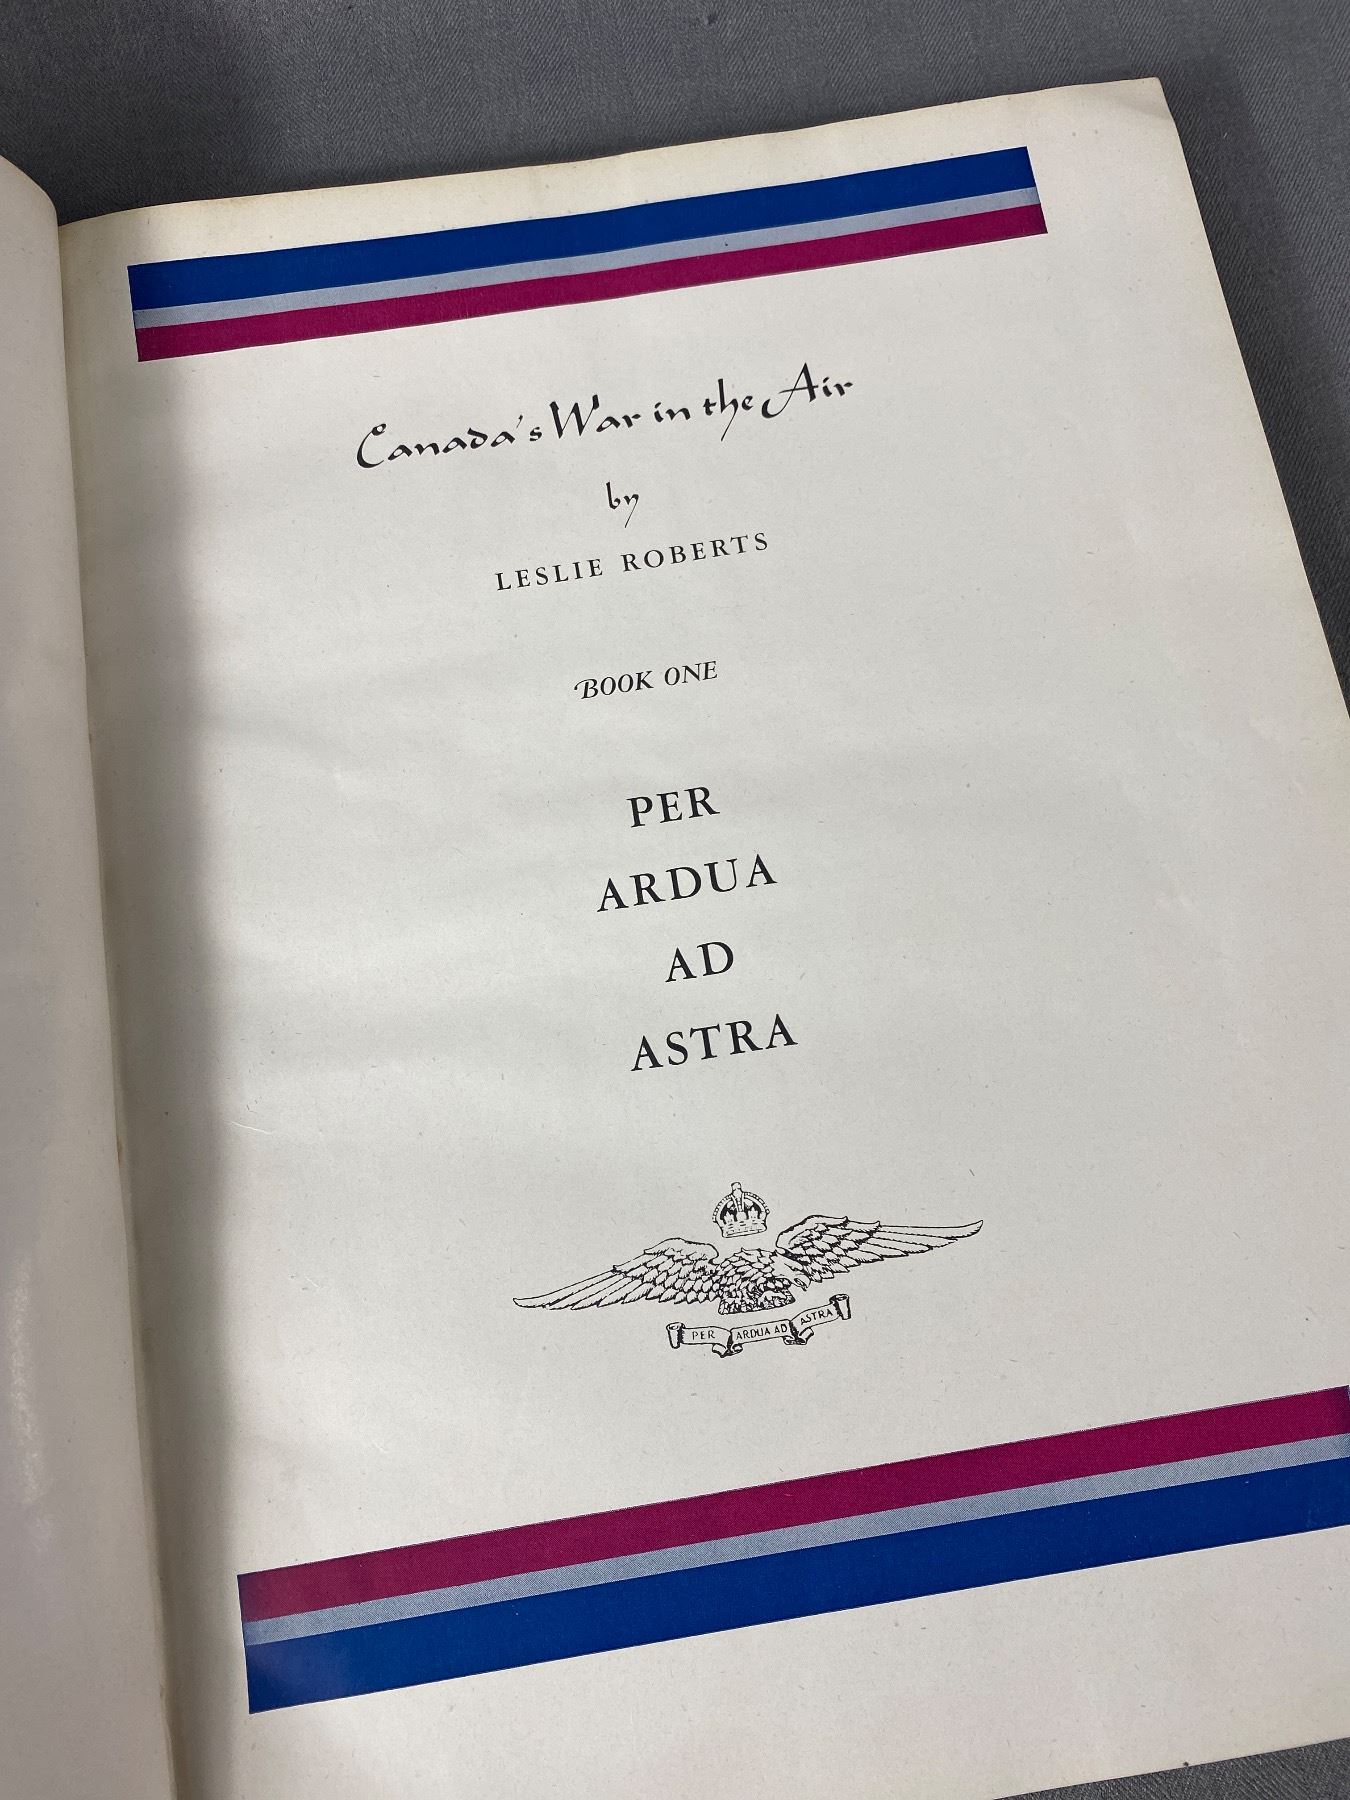 Canada's War in the Air
by
LESLIE ROBERTS
BOOK ONE
PER
ARDUA
AD
ASTRA
PER ARDUA AD ASTRA